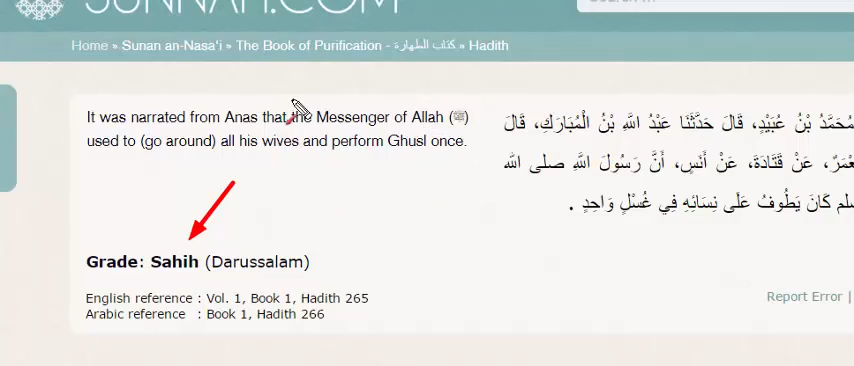 SUNNAH.COM
Home » Sunan an-Nasa'i » The Book of Purification - كتاب الطهارة » Hadith
It was narrated from Anas that the Messenger of Allah (ﷺ)
used to (go around) all his wives and perform Ghusl once.
مُحَمَّدُ بْنُ عُبَيْدٍ، قَالَ حَدَّثَنَا عَبْدُ اللَّهِ بْنُ الْمُبَارَكِ، قَالَ
عْمَرٌ، عَنْ قَتَادَةَ، عَنْ أَنَسٍ، أَنَّ رَسُولَ اللَّهِ صلى الله
سلم كَانَ يَطُوفُ عَلَى نِسَائِهِ فِي غُسْلٍ وَاحِدٍ .
Grade: Sahih (Darussalam)
English reference : Vol. 1, Book 1, Hadith 265
Arabic reference : Book 1, Hadith 266
Report Error |